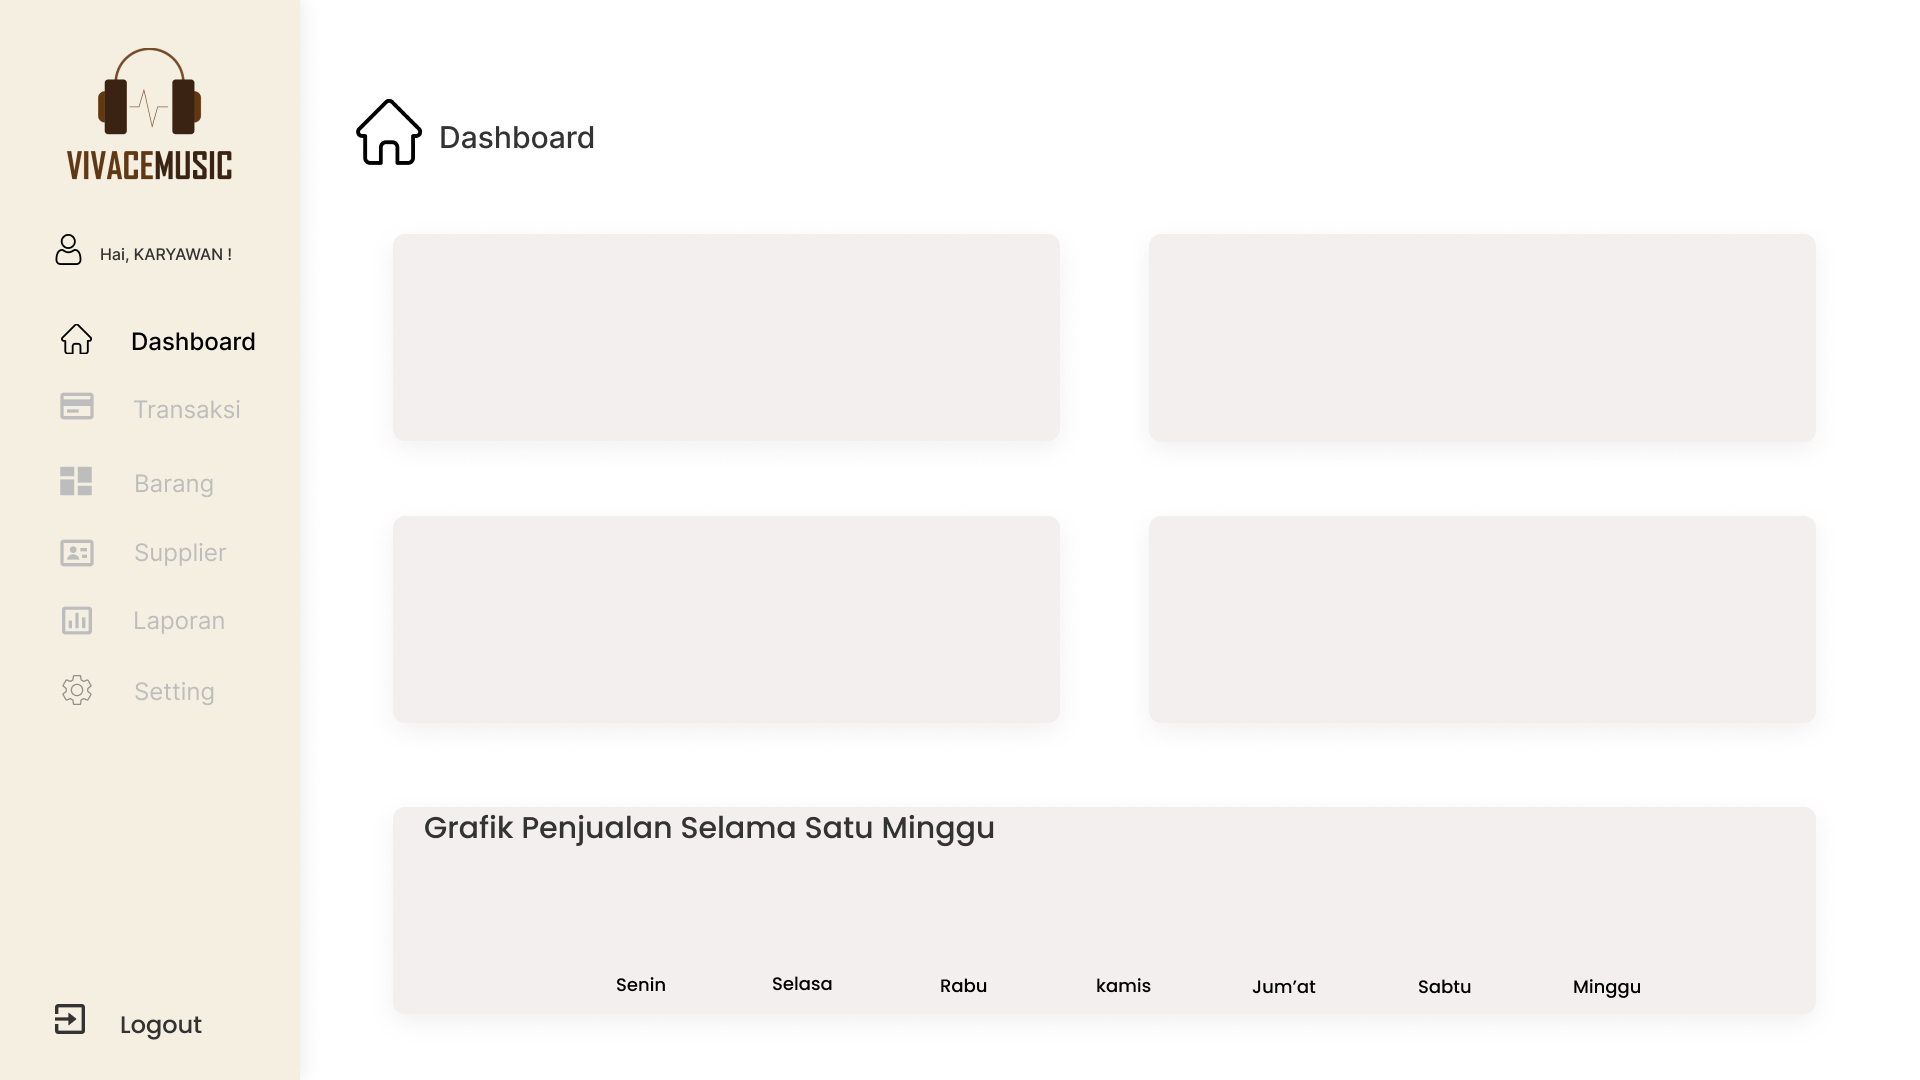 VIVACEMUSIC
Hai, KARYAWAN !
Dashboard
Transaksi
Barang
Supplier
Laporan
Setting
Logout
Dashboard
Grafik Penjualan Selama Satu Minggu
Senin Selasa Rabu kamis Jum’at Sabtu Minggu